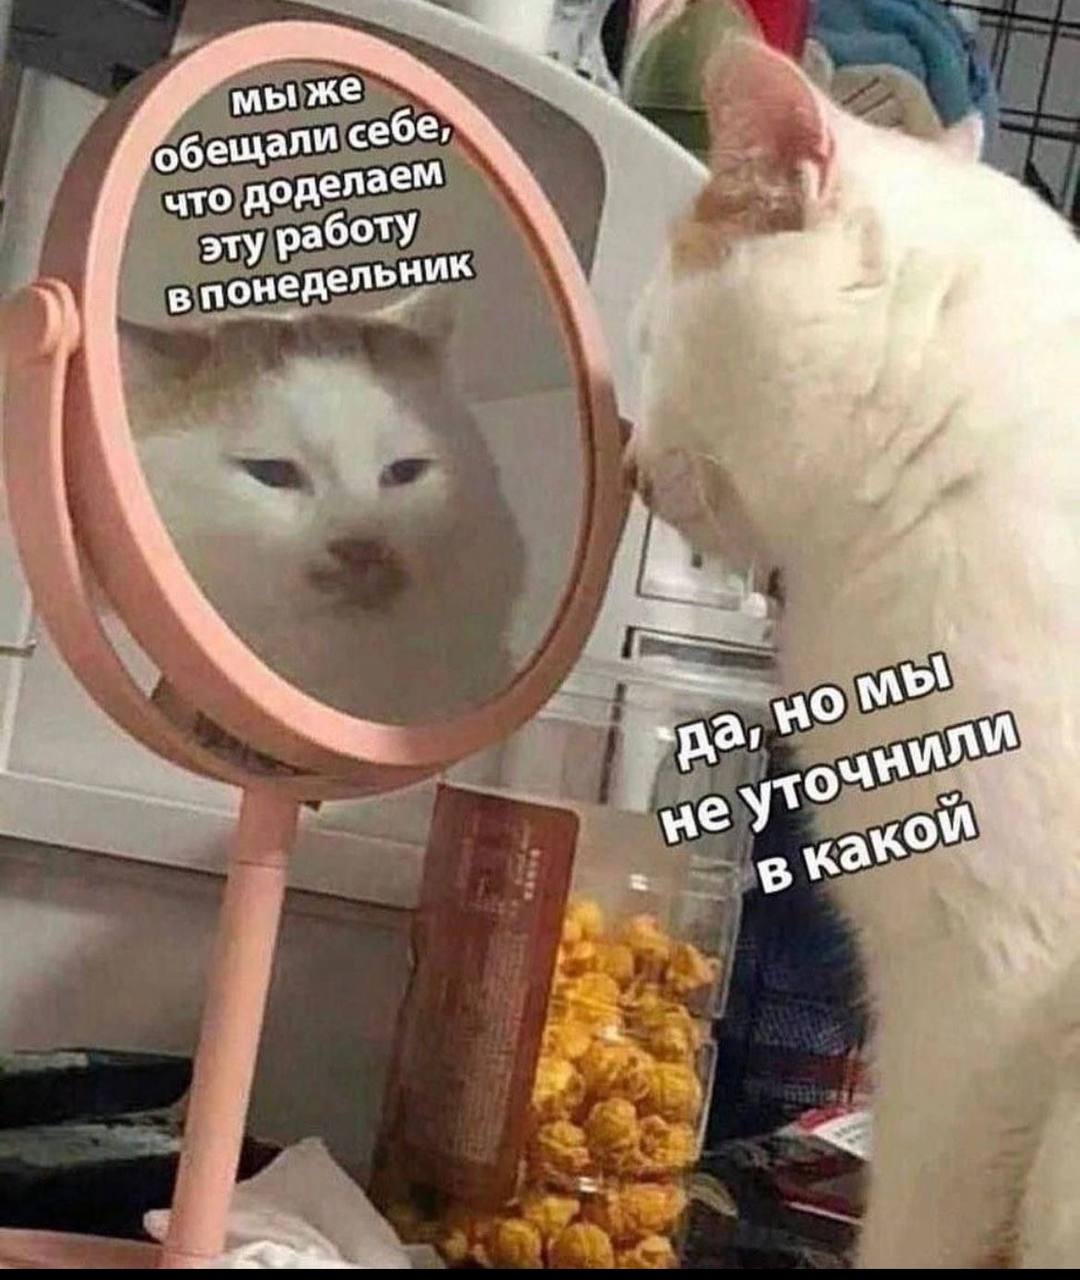 мы же
обещали себе,
что доделаем
эту работу
в понедельник
да, но мы
не уточнили
в какой